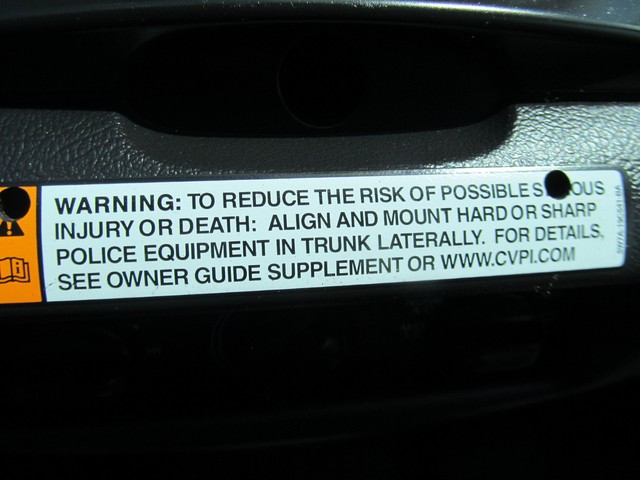 WARNING: TO REDUCE THE RISK OF POSSIBLE
INJURY OR DEATH: ALIGN AND MOUNT HARD OR SHARP
POLICE EQUIPMENT IN TRUNK LATERALLY. FOR DETAILS,
SEE OWNER GUIDE SUPPLEMENT OR WWW.CVPI.COM